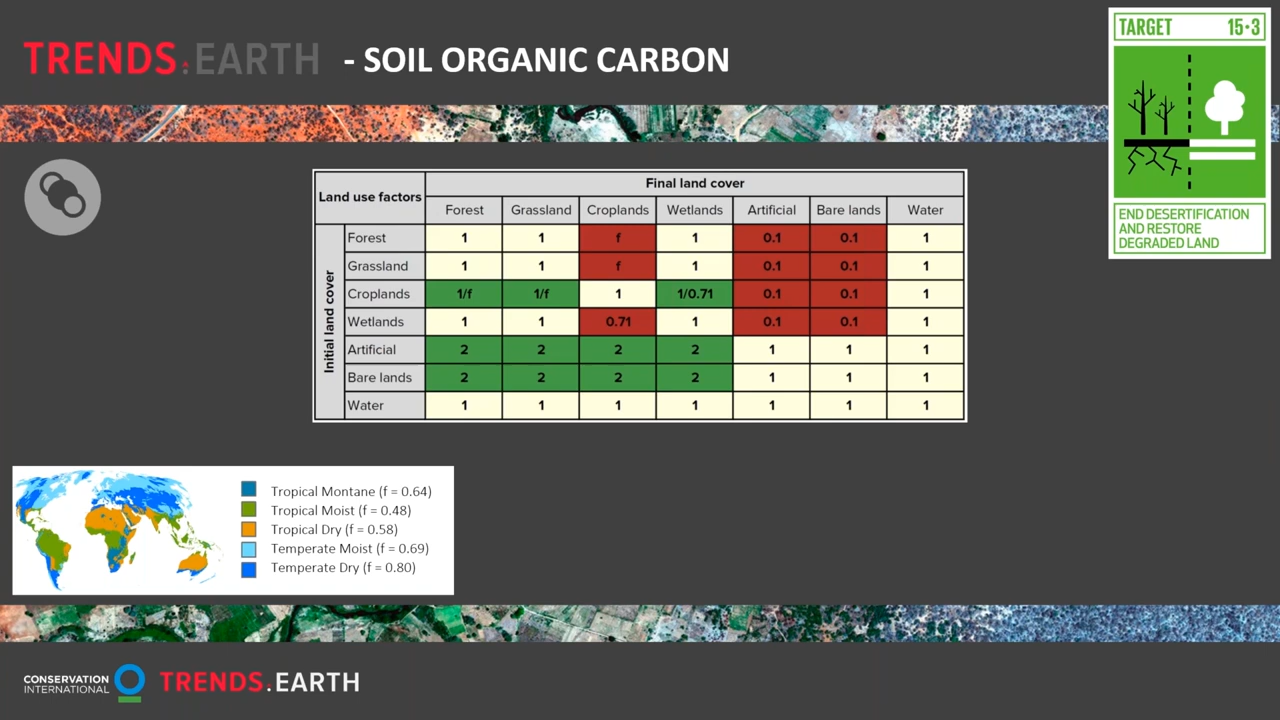 TRENDS.EARTH - SOIL ORGANIC CARBON
TARGET 15·3
END DESERTIFICATION
AND RESTORE
DEGRADED LAND
Land use factors
Final land cover
Forest Grassland Croplands Wetlands Artificial Bare lands Water
Initial land cover
Forest 1 1 f 1 0.1 0.1 1
Grassland 1 1 f 1 0.1 0.1 1
Croplands 1/f 1/f 1 1/0.71 0.1 0.1 1
Wetlands 1 1 0.71 1 0.1 0.1 1
Artificial 2 2 2 2 1 1 1
Bare lands 2 2 2 2 1 1 1
Water 1 1 1 1 1 1 1
Tropical Montane (f = 0.64)
Tropical Moist (f = 0.48)
Tropical Dry (f = 0.58)
Temperate Moist (f = 0.69)
Temperate Dry (f = 0.80)
CONSERVATION
INTERNATIONAL
TRENDS.EARTH